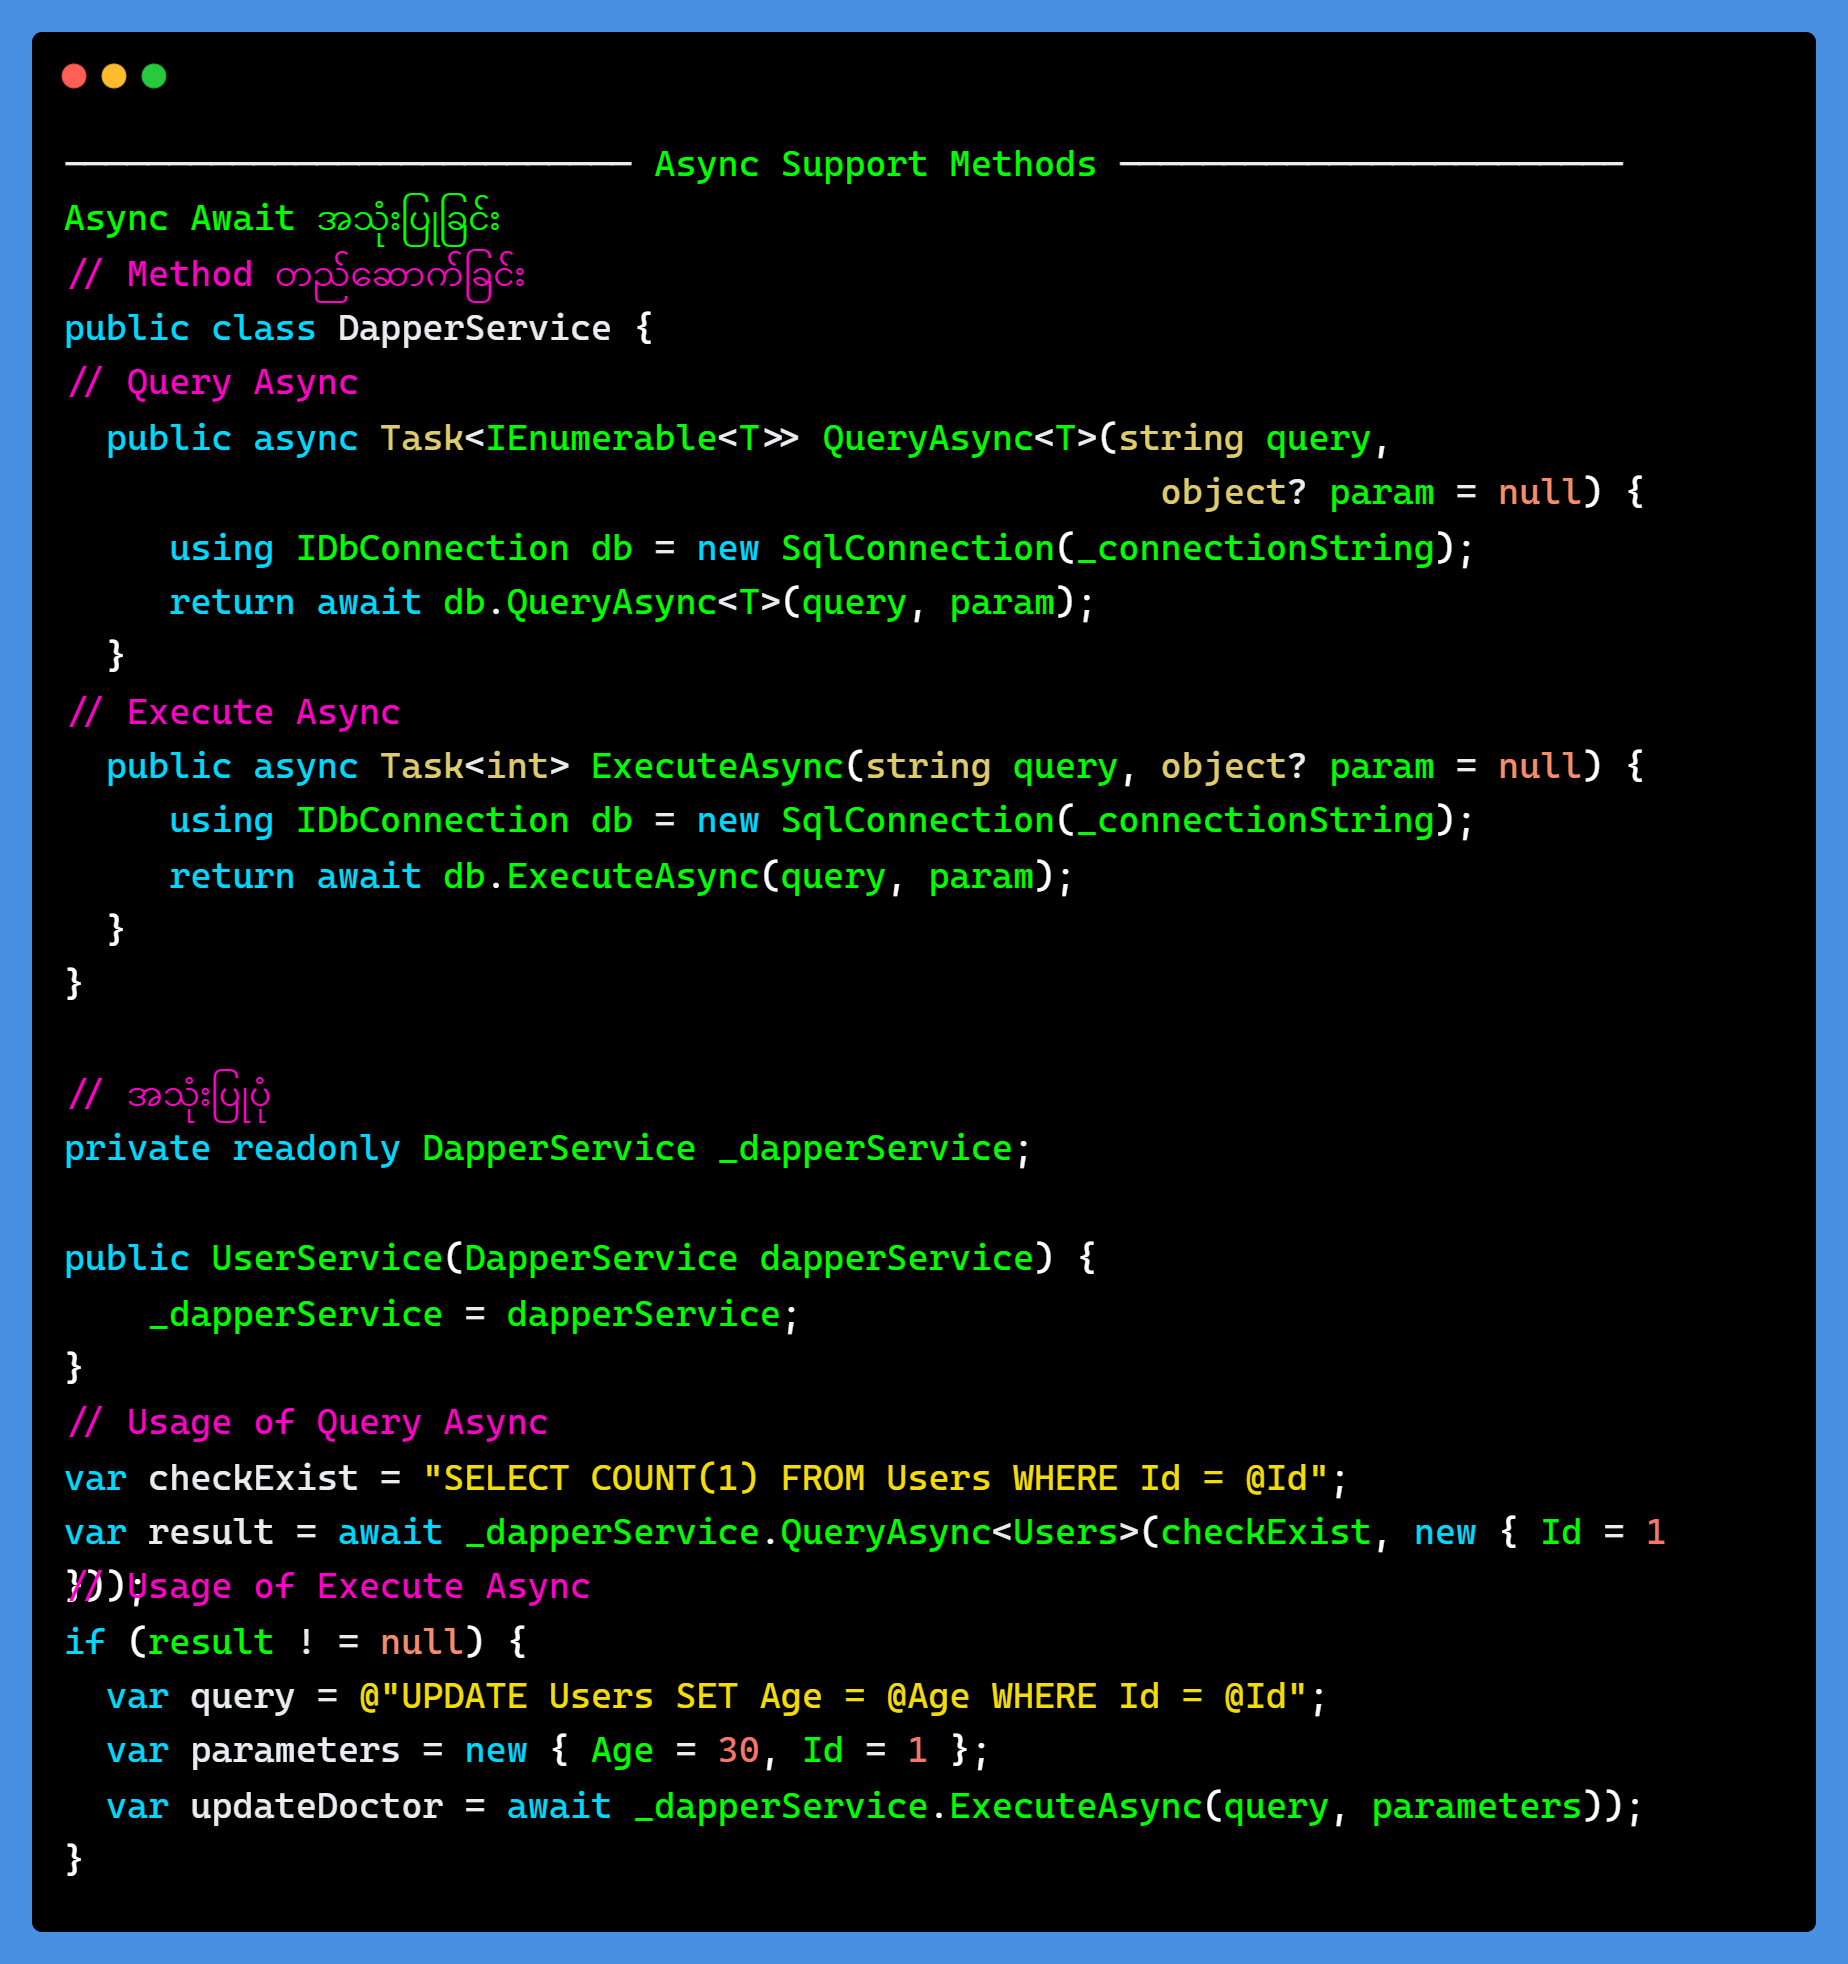 ─────────────────────────── Async Support Methods ────────────────────────
Async Await အသုံးပြုခြင်း
// Method တည်ဆောက်ခြင်း
public class DapperService {
// Query Async
  public async Task<IEnumerable<T>> QueryAsync<T>(string query,
                                                    object? param = null) {
     using IDbConnection db = new SqlConnection(_connectionString);
     return await db.QueryAsync<T>(query, param);
  }
// Execute Async
  public async Task<int> ExecuteAsync(string query, object? param = null) {
     using IDbConnection db = new SqlConnection(_connectionString);
     return await db.ExecuteAsync(query, param);
  }
}
// အသုံးပြုပုံ
private readonly DapperService _dapperService;
public UserService(DapperService dapperService) {
    _dapperService = dapperService;
}
// Usage of Query Async
var checkExist = "SELECT COUNT(1) FROM Users WHERE Id = @Id";
var result = await _dapperService.QueryAsync<Users>(checkExist, new { Id = 1
}));
// Usage of Execute Async
if (result ! = null) {
  var query = @"UPDATE Users SET Age = @Age WHERE Id = @Id";
  var parameters = new { Age = 30, Id = 1 };
  var updateDoctor = await _dapperService.ExecuteAsync(query, parameters));
}